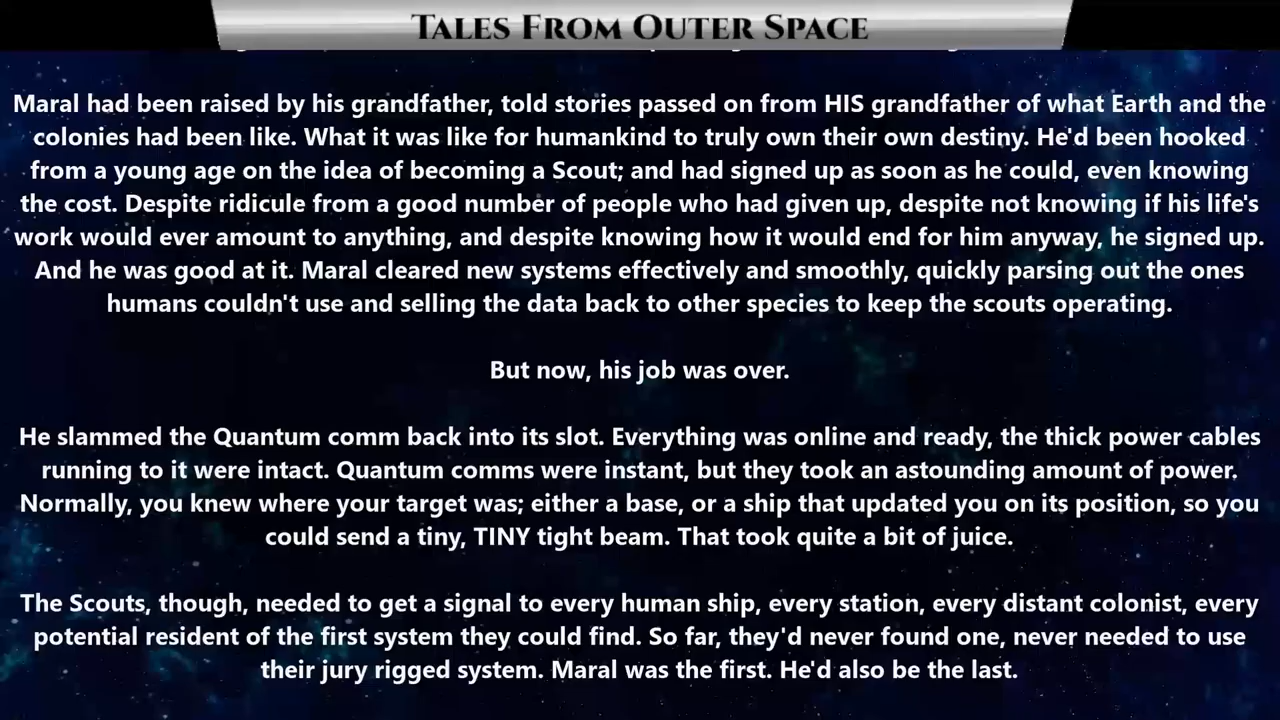 Tales From Outer Space
Maral had been raised by his grandfather, told stories passed on from HIS grandfather of what Earth and the
colonies had been like. What it was like for humankind to truly own their own destiny. He'd been hooked
from a young age on the idea of becoming a Scout; and had signed up as soon as he could, even knowing
the cost. Despite ridicule from a good number of people who had given up, despite not knowing if his life's
work would ever amount to anything, and despite knowing how it would end for him anyway, he signed up.
And he was good at it. Maral cleared new systems effectively and smoothly, quickly parsing out the ones
humans couldn't use and selling the data back to other species to keep the scouts operating.
But now, his job was over.
He slammed the Quantum comm back into its slot. Everything was online and ready, the thick power cables
running to it were intact. Quantum comms were instant, but they took an astounding amount of power.
Normally, you knew where your target was; either a base, or a ship that updated you on its position, so you
could send a tiny, TINY tight beam. That took quite a bit of juice.
The Scouts, though, needed to get a signal to every human ship, every station, every distant colonist, every
potential resident of the first system they could find. So far, they'd never found one, never needed to use
their jury rigged system. Maral was the first. He'd also be the last.